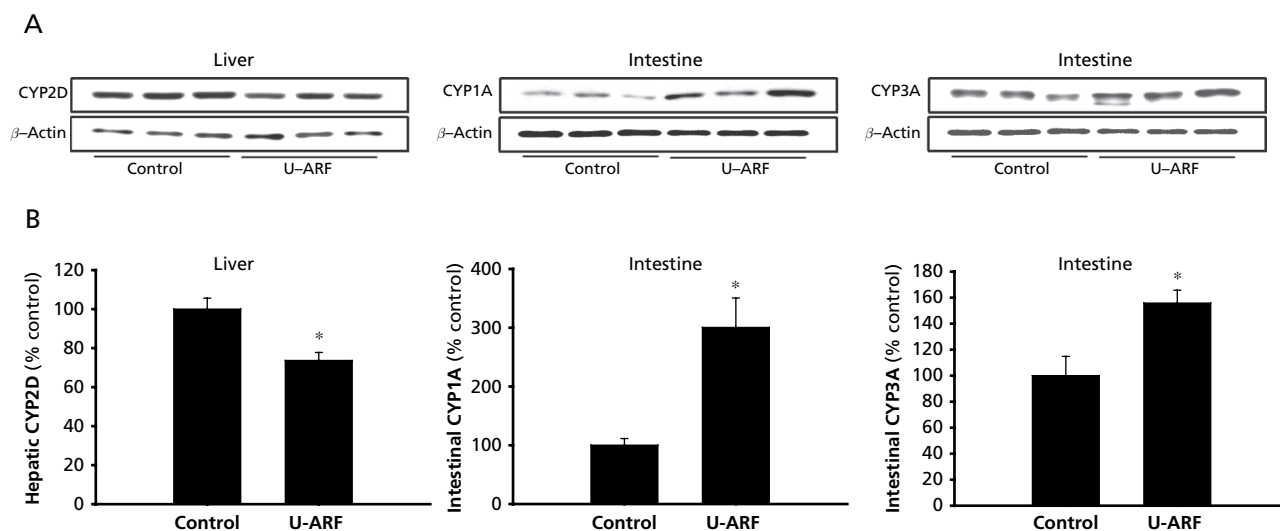 A
Liver
CYP2D
β–Actin
Control U–ARF
Intestine
CYP1A
β–Actin
Control U–ARF
Intestine
CYP3A
β–Actin
Control U–ARF
B
Liver
Hepatic CYP2D (% control)
120
100
80
60
40
20
0
*
Control U-ARF
Intestine
Intestinal CYP1A (% control)
400
300
200
100
0
*
Control U-ARF
Intestine
Intestinal CYP3A (% control)
180
160
140
120
100
80
60
40
20
0
*
Control U-ARF